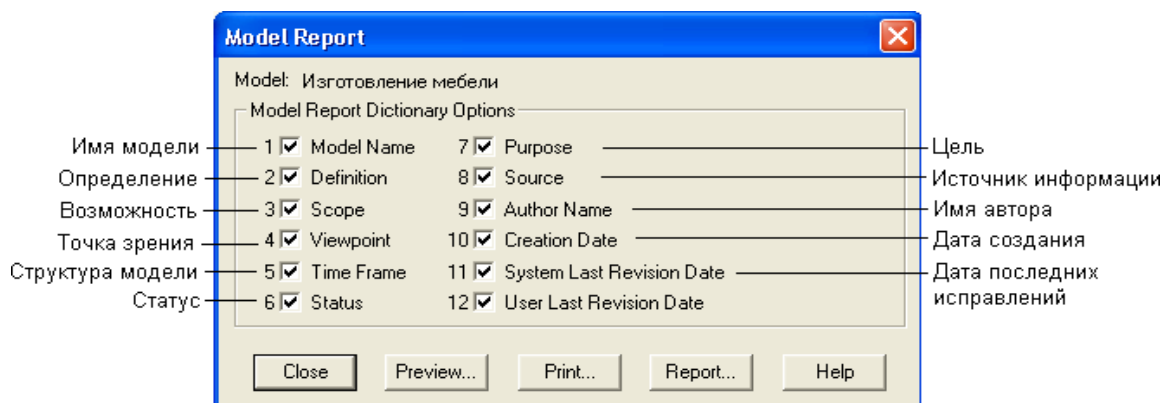 Model Report
Model: Изготовление мебели
Model Report Dictionary Options
Имя модели 1 Model Name 7 Purpose Цель
Определение 2 Definition 8 Source Источник информации
Возможность 3 Scope 9 Author Name Имя автора
Точка зрения 4 Viewpoint 10 Creation Date Дата создания
Структура модели 5 Time Frame 11 System Last Revision Date Дата последних
Статус 6 Status 12 User Last Revision Date исправлений
Close Preview... Print... Report... Help